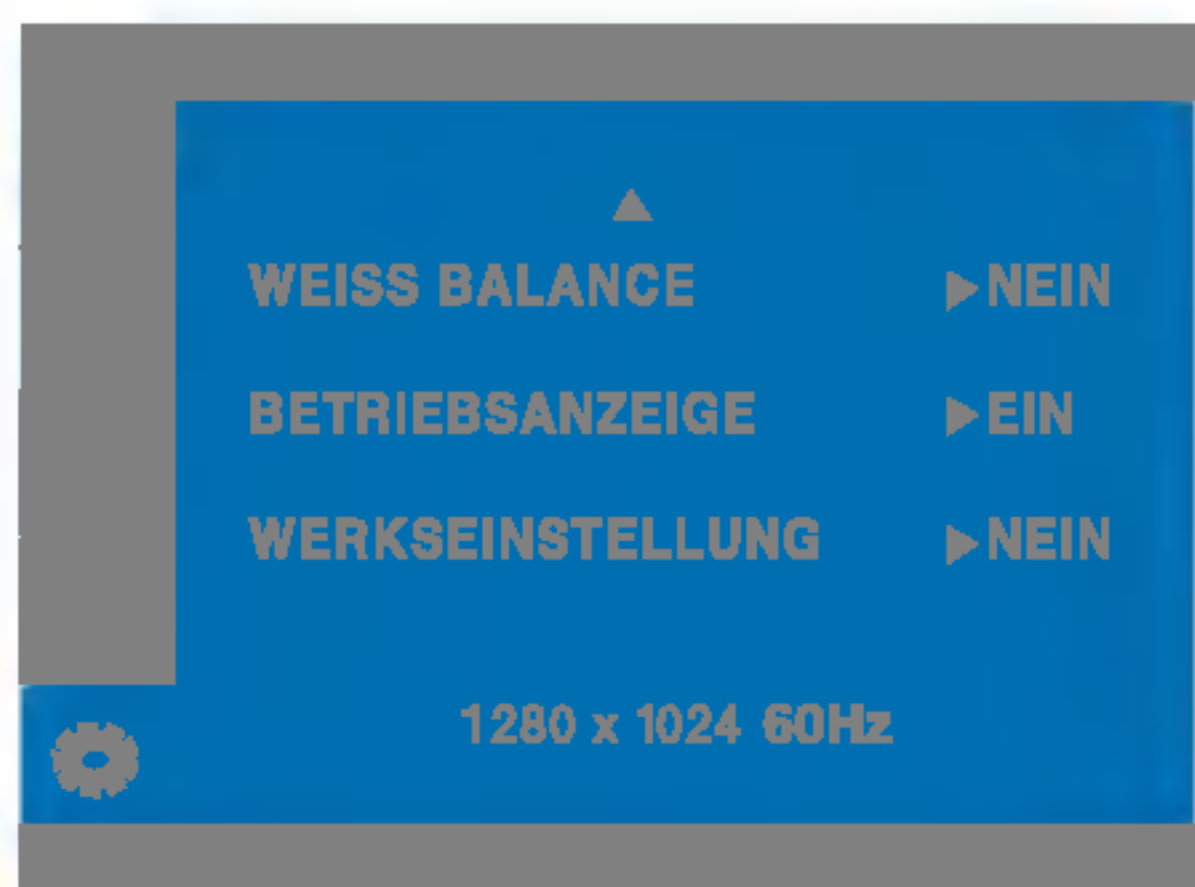 WEISS BALANCE ▶NEIN
BETRIEBSANZEIGE ▶EIN
WERKSEINSTELLUNG ▶NEIN
1280 x 1024 60Hz